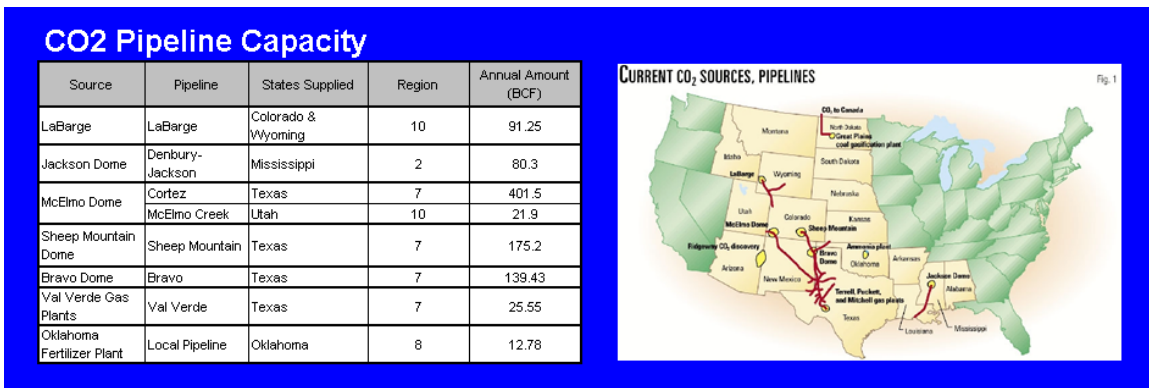 CO2 Pipeline Capacity
Source Pipeline States Supplied Region Annual Amount (BCF)
LaBarge LaBarge Colorado & Wyoming 10 91.25
Jackson Dome Denbury-Jackson Mississippi 2 80.3
McElmo Dome Cortez Texas 7 401.5
McElmo Creek Utah 10 21.9
Sheep Mountain Dome Sheep Mountain Texas 7 175.2
Bravo Dome Bravo Texas 7 139.43
Val Verde Gas Plants Val Verde Texas 7 25.55
Oklahoma Fertilizer Plant Local Pipeline Oklahoma 8 12.78
CURRENT CO₂ SOURCES, PIPELINES
Fig. 1
CO₂ to Canada
Montana
North Dakota
Great Plains
coal gasification plant
Idaho
South Dakota
LaBarge
Wyoming
Nebraska
Utah
Colorado
Kansas
McElmo Dome
Sheep Mountain
Ridgeway CO₂ discovery
Bravo
Dome
Ammonia plant
Oklahoma
Arkansas
Arizona
New Mexico
Jackson Dome
Alabama
Terrell, Puckett,
and Mitchell gas plants
Texas
Louisiana
Mississippi